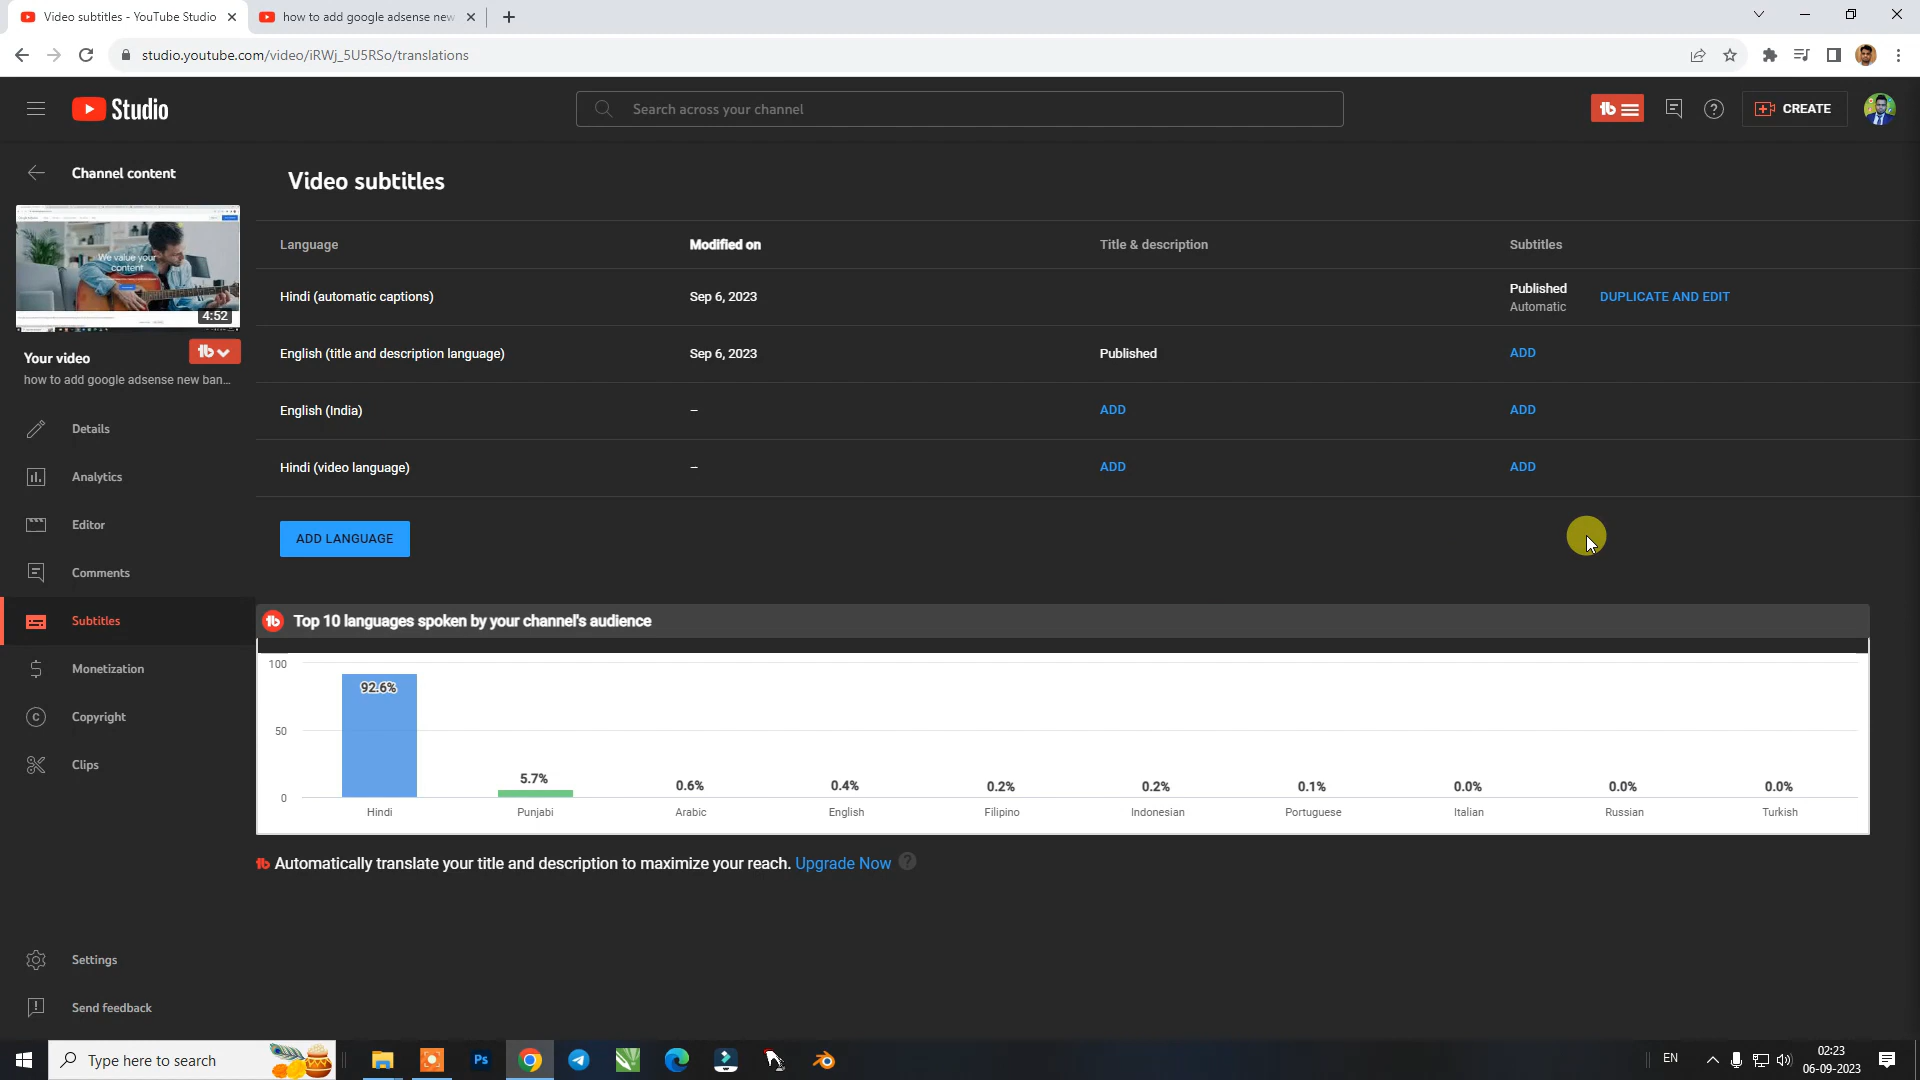 Video subtitles - YouTube Studio
how to add google adsense new
studio.youtube.com/video/iRWj_5U5RSo/translations
Studio
Search across your channel
CREATE
Channel content
Video subtitles
Language
Modified on
Title & description
Subtitles
Hindi (automatic captions)
Sep 6, 2023
Published
Automatic
DUPLICATE AND EDIT
English (title and description language)
Sep 6, 2023
Published
ADD
English (India)
–
ADD
ADD
Hindi (video language)
–
ADD
ADD
ADD LANGUAGE
We value your
content
4:52
Your video
how to add google adsense new ban...
Details
Analytics
Editor
Comments
Subtitles
Monetization
Copyright
Clips
Settings
Send feedback
Top 10 languages spoken by your channel's audience
100
50
0
92.6%
5.7%
0.6%
0.4%
0.2%
0.2%
0.1%
0.0%
0.0%
0.0%
Hindi
Punjabi
Arabic
English
Filipino
Indonesian
Portuguese
Italian
Russian
Turkish
Automatically translate your title and description to maximize your reach. Upgrade Now
Type here to search
Ps
EN
02:23
06-09-2023